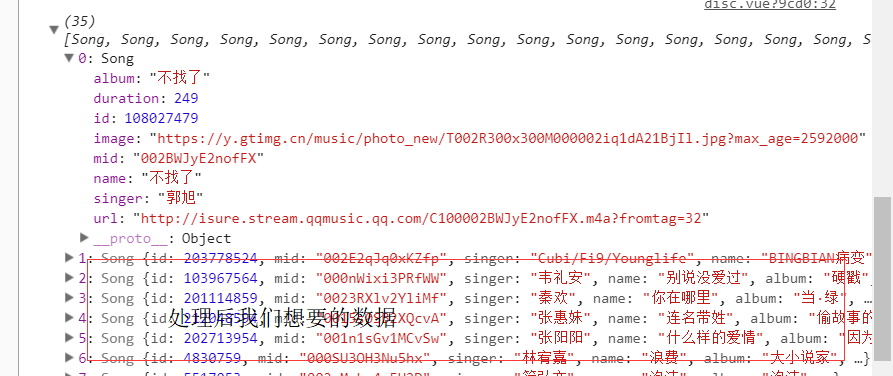 disc.vue?9cd0:32
(35)
[Song, Song, Song, Song, Song, Song, Song, Song, Song, Song, Song, Song, Song, Song, Song, Song, S
0: Song
album: "不找了"
duration: 249
id: 108027479
image: "https://y.gtimg.cn/music/photo_new/T002R300x300M000002iq1dA21BjIl.jpg?max_age=2592000"
mid: "002BWJyE2nofFX"
name: "不找了"
singer: "郭旭"
url: "http://isure.stream.qqmusic.qq.com/C100002BWJyE2nofFX.m4a?fromtag=32"
__proto__: Object
1: Song {id: 203778524, mid: "002E2qJq0xKZfp", singer: "Cubi/Fi9/Younglife", name: "BINGBIAN病变"
2: Song {id: 103967564, mid: "000nWixi3PRfWW", singer: "韦礼安", name: "别说没爱过", album: "硬戳",
3: Song {id: 201114859, mid: "0023RXlv2YliMf", singer: "秦欢", name: "你在哪里", album: "当·绿", …
4: Song {id: mid: XQcvA", singer: "张惠妹", name: "连名带姓", album: "偷故事的
处理后我们想要的数据
5: Song {id: 202713954, mid: "001n1sGv1MCvSw", singer: "张阳阳", name: "什么样的爱情", album: "因为
6: Song {id: 4830759, mid: "000SU3OH3Nu5hx", singer: "林宥嘉", name: "浪费", album: "大小说家", …}